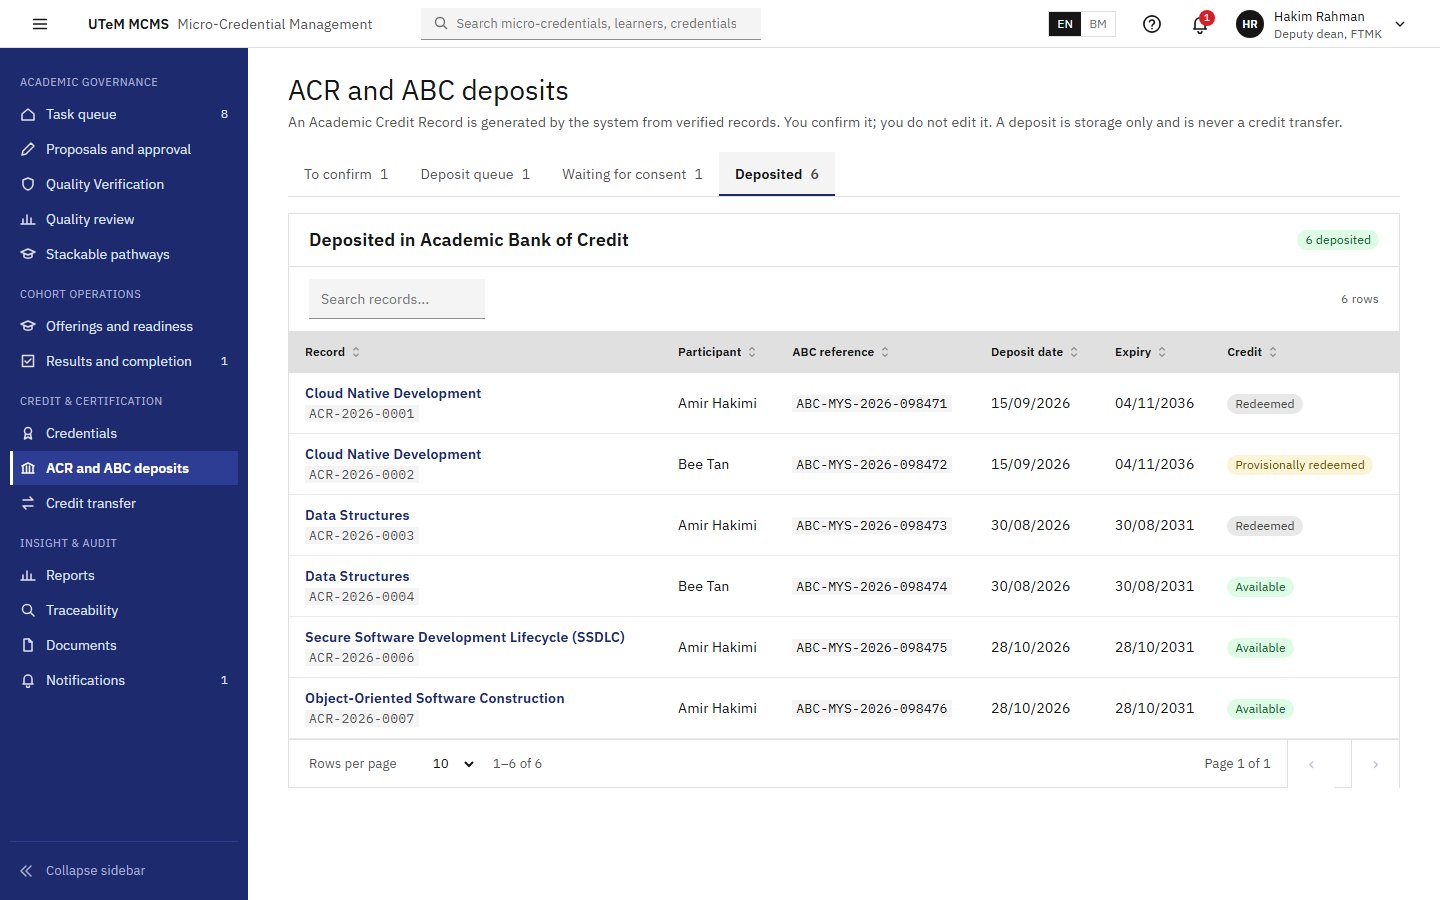 UTeM MCMS Micro-Credential Management
Search micro-credentials, learners, credentials
EN BM
1
HR
Hakim Rahman
Deputy dean, FTMK
ACADEMIC GOVERNANCE
Task queue 8
Proposals and approval
Quality Verification
Quality review
Stackable pathways
COHORT OPERATIONS
Offerings and readiness
Results and completion 1
CREDIT & CERTIFICATION
Credentials
ACR and ABC deposits
Credit transfer
INSIGHT & AUDIT
Reports
Traceability
Documents
Notifications 1
Collapse sidebar
ACR and ABC deposits
An Academic Credit Record is generated by the system from verified records. You confirm it; you do not edit it. A deposit is storage only and is never a credit transfer.
To confirm 1 Deposit queue 1 Waiting for consent 1 Deposited 6
Deposited in Academic Bank of Credit 6 deposited
Search records... 6 rows
Record Participant ABC reference Deposit date Expiry Credit
Cloud Native Development
ACR-2026-0001 Amir Hakimi ABC-MYS-2026-098471 15/09/2026 04/11/2036 Redeemed
Cloud Native Development
ACR-2026-0002 Bee Tan ABC-MYS-2026-098472 15/09/2026 04/11/2036 Provisionally redeemed
Data Structures
ACR-2026-0003 Amir Hakimi ABC-MYS-2026-098473 30/08/2026 30/08/2031 Redeemed
Data Structures
ACR-2026-0004 Bee Tan ABC-MYS-2026-098474 30/08/2026 30/08/2031 Available
Secure Software Development Lifecycle (SSDLC)
ACR-2026-0006 Amir Hakimi ABC-MYS-2026-098475 28/10/2026 28/10/2031 Available
Object-Oriented Software Construction
ACR-2026-0007 Amir Hakimi ABC-MYS-2026-098476 28/10/2026 28/10/2031 Available
Rows per page 10 1–6 of 6 Page 1 of 1